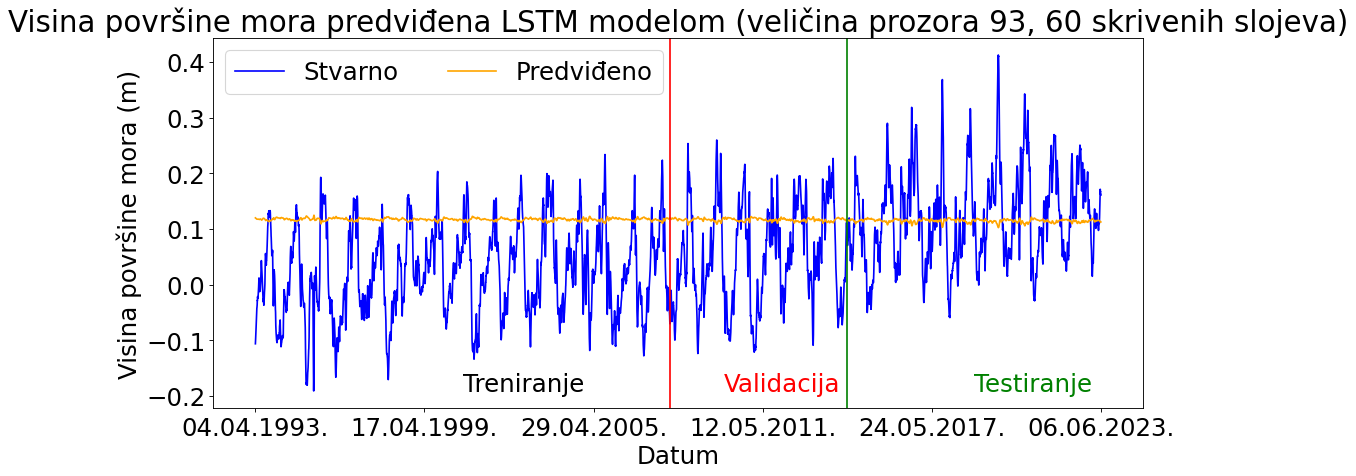 Visina površine mora predviđena LSTM modelom (veličina prozora 93, 60 skrivenih slojeva)
Stvarno
Predviđeno
Visina površine mora (m)
0.4
0.3
0.2
0.1
0.0
−0.1
−0.2
Treniranje
Validacija
Testiranje
04.04.1993.
17.04.1999.
29.04.2005.
12.05.2011.
24.05.2017.
06.06.2023.
Datum